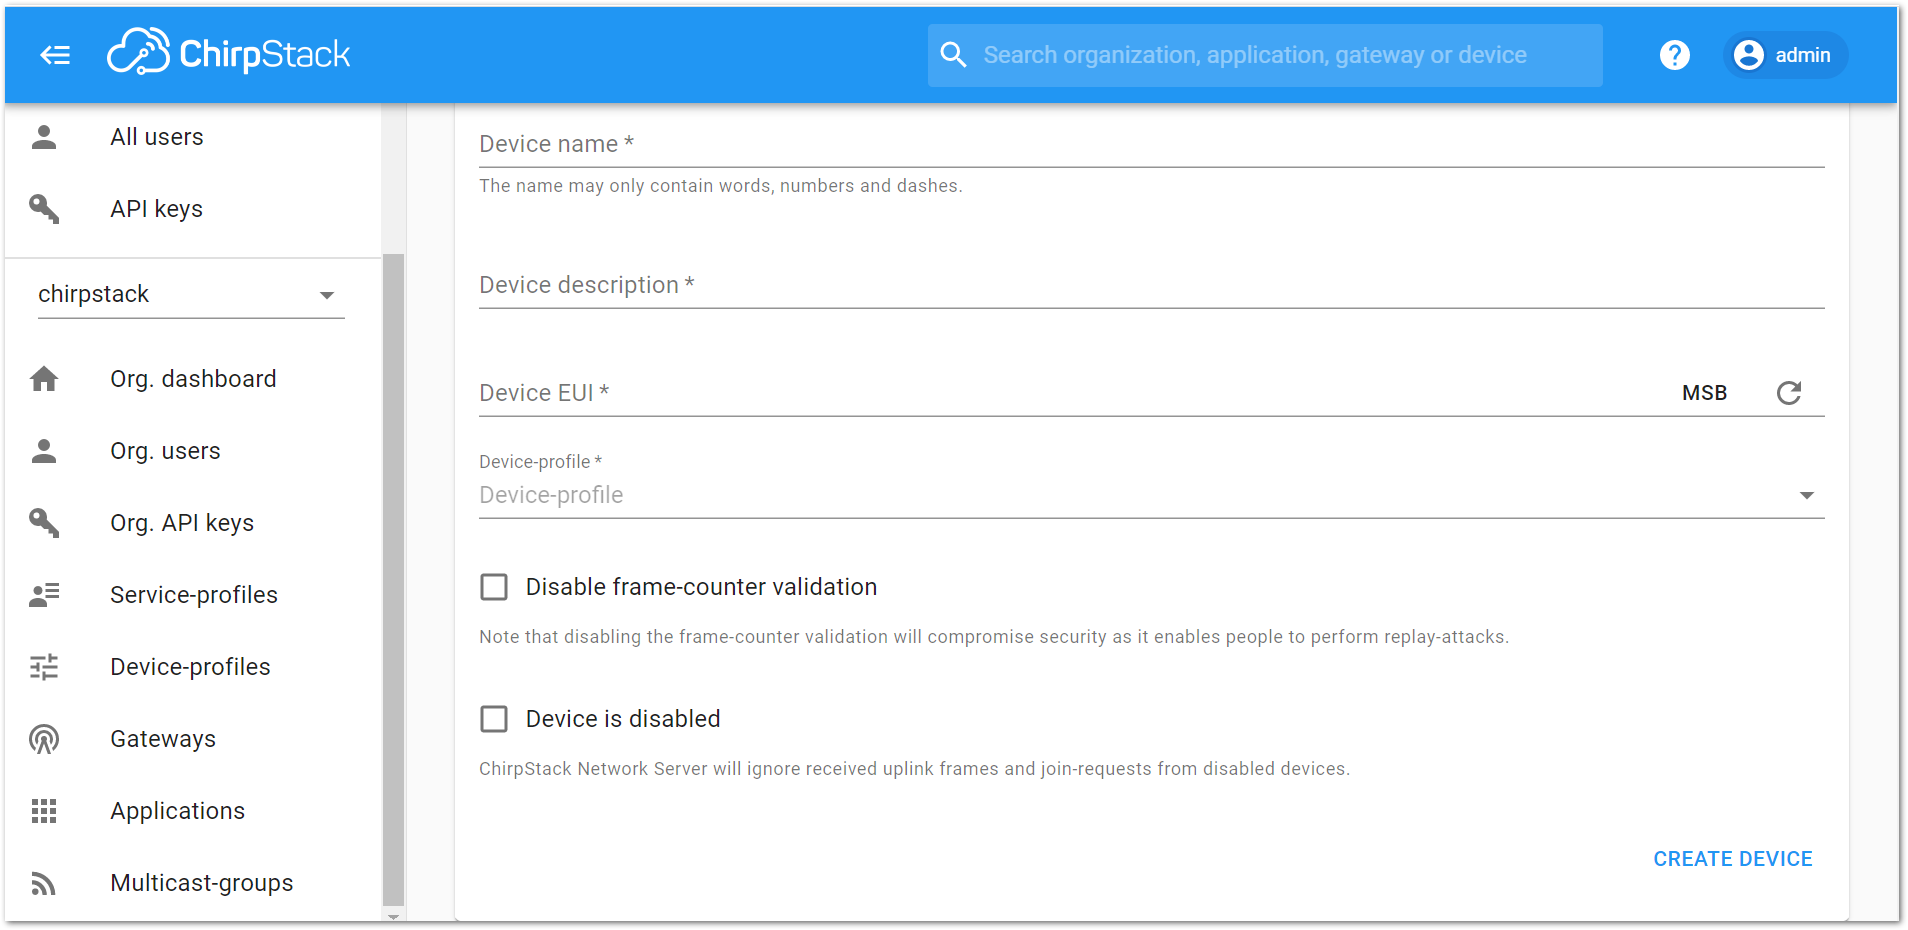 ChirpStack
Search organization, application, gateway or device
?
admin
All users
API keys
chirpstack
Org. dashboard
Org. users
Org. API keys
Service-profiles
Device-profiles
Gateways
Applications
Multicast-groups
Device name *
The name may only contain words, numbers and dashes.
Device description *
Device EUI *
MSB
Device-profile *
Device-profile
Disable frame-counter validation
Note that disabling the frame-counter validation will compromise security as it enables people to perform replay-attacks.
Device is disabled
ChirpStack Network Server will ignore received uplink frames and join-requests from disabled devices.
CREATE DEVICE